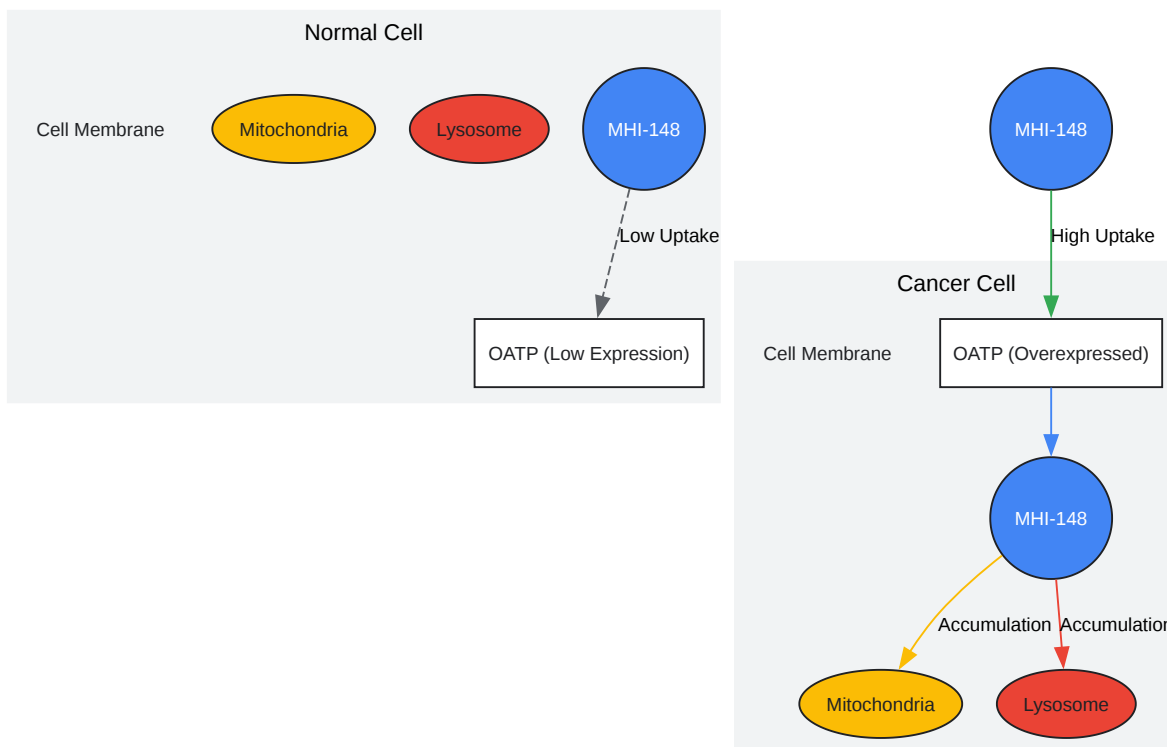 Normal Cell
Cell Membrane
Mitochondria
Lysosome
MHI-148
Low Uptake
OATP (Low Expression)
MHI-148
High Uptake
Cancer Cell
Cell Membrane
OATP (Overexpressed)
MHI-148
Accumulation
Accumulation
Mitochondria
Lysosome